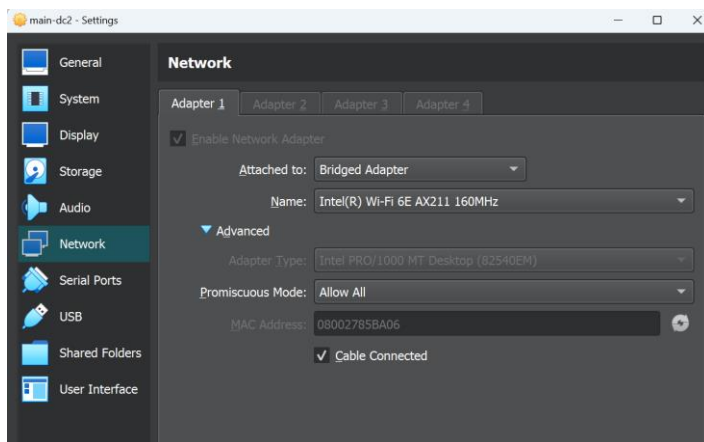 main-dc2 - Settings
General
System
Display
Storage
Audio
Network
Serial Ports
USB
Shared Folders
User Interface
Network
Adapter 1 Adapter 2 Adapter 3 Adapter 4
Enable Network Adapter
Attached to: Bridged Adapter
Name: Intel(R) Wi-Fi 6E AX211 160MHz
Advanced
Adapter Type: Intel PRO/1000 MT Desktop (82540EM)
Promiscuous Mode: Allow All
MAC Address: 08002785BA06
Cable Connected